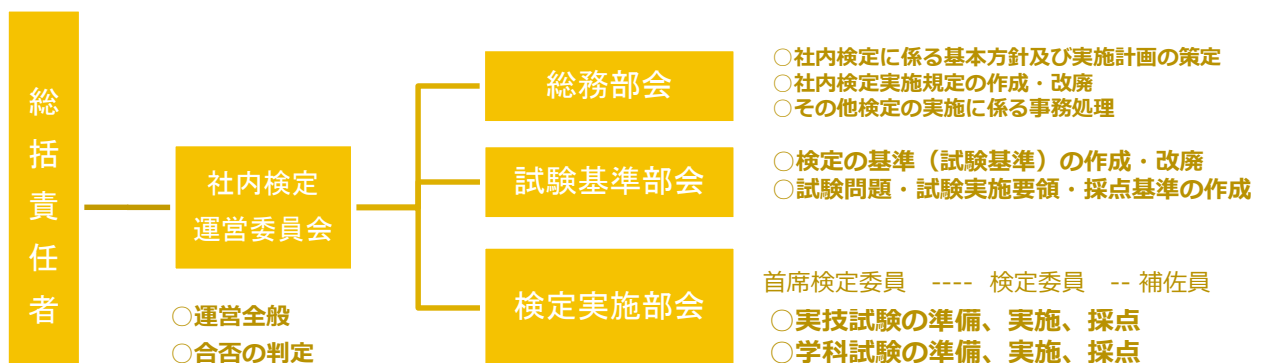 総括責任者
社内検定
運営委員会
○運営全般
○合否の判定
総務部会
○社内検定に係る基本方針及び実施計画の策定
○社内検定実施規定の作成・改廃
○その他検定の実施に係る事務処理
試験基準部会
○検定の基準（試験基準）の作成・改廃
○試験問題・試験実施要領・採点基準の作成
検定実施部会
首席検定委員 ---- 検定委員 -- 補佐員
○実技試験の準備、実施、採点
○学科試験の準備、実施、採点